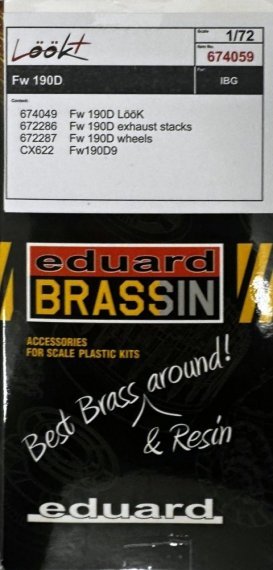 Löök+
Scale
1/72
Item No.
674059
Fw 190D
For:
IBG
Content:
674049 Fw 190D LööK
672286 Fw 190D exhaust stacks
672287 Fw 190D wheels
CX622 Fw190D9
eduard
BRASSIN
ACCESSORIES
FOR SCALE PLASTIC KITS
Best Brass around!
& Resin
eduard